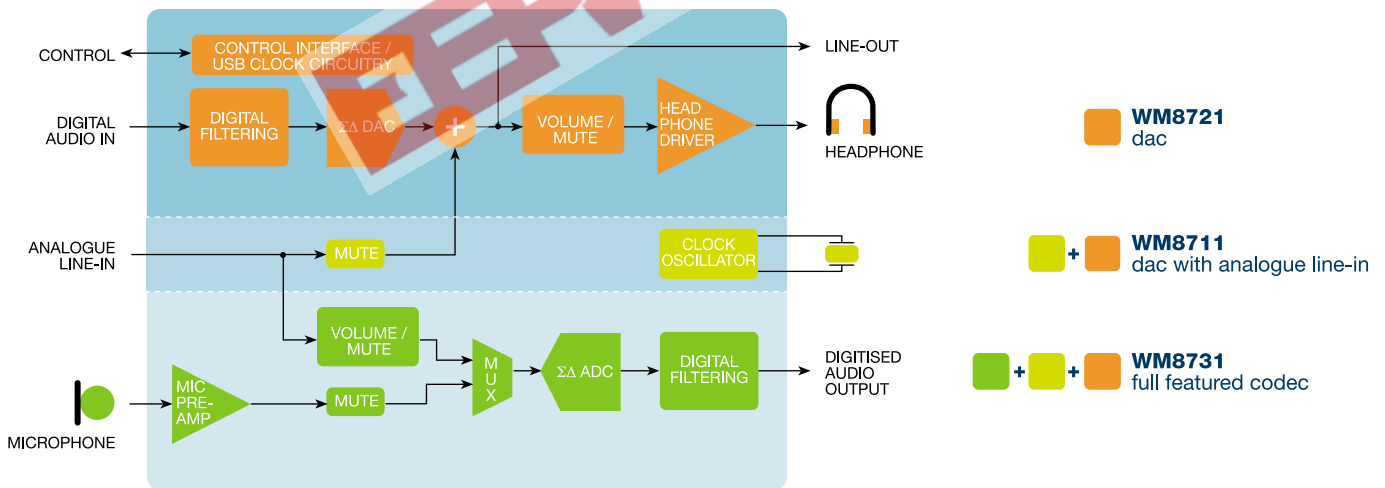 CONTROL
CONTROL INTERFACE /
USB CLOCK CIRCUITRY
LINE-OUT
DIGITAL
AUDIO IN
DIGITAL
FILTERING
ΣΔ DAC
+
VOLUME /
MUTE
HEAD
PHONE
DRIVER
HEADPHONE
WM8721
dac
ANALOGUE
LINE-IN
MUTE
CLOCK
OSCILLATOR
+
WM8711
dac with analogue line-in
VOLUME /
MUTE
MUX
ΣΔ ADC
DIGITAL
FILTERING
DIGITISED
AUDIO
OUTPUT
+ +
WM8731
full featured codec
MICROPHONE
MIC
PRE-
AMP
MUTE